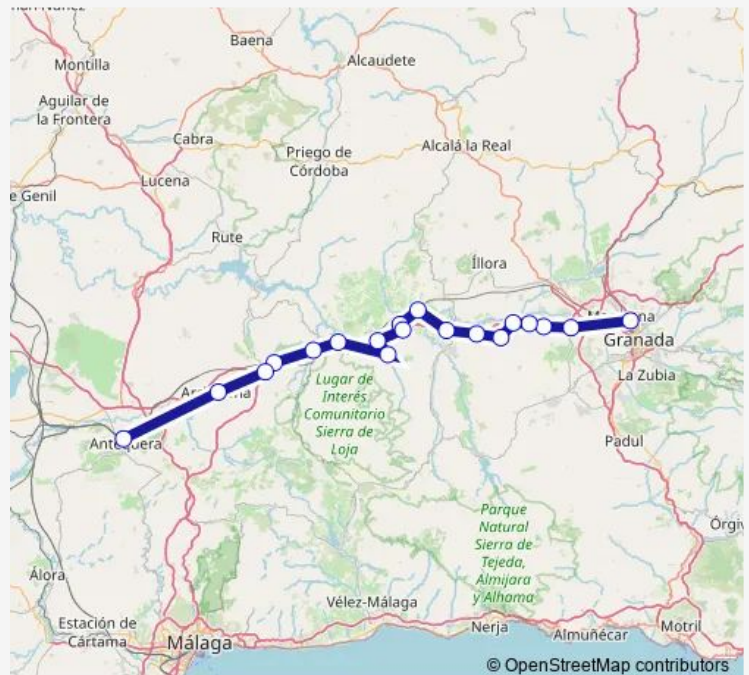 Baena
Alcaudete
Montilla
Aguilar de
la Frontera
Cabra
Alcalá la Real
Priego de
Córdoba
Lucena
e Genil
Rute
Íllora
Granada
La Zubia
Lugar de
Interés
Comunitario
Sierra de
Loja
Antequera
Padul
Parque
Natural
Sierra de
Tejeda,
Almijara
y Alhama
Órgiv
Álora
Vélez-Málaga
Estación de
Cártama
Málaga
Nerja
Almuñécar
Motril
© OpenStreetMap contributors